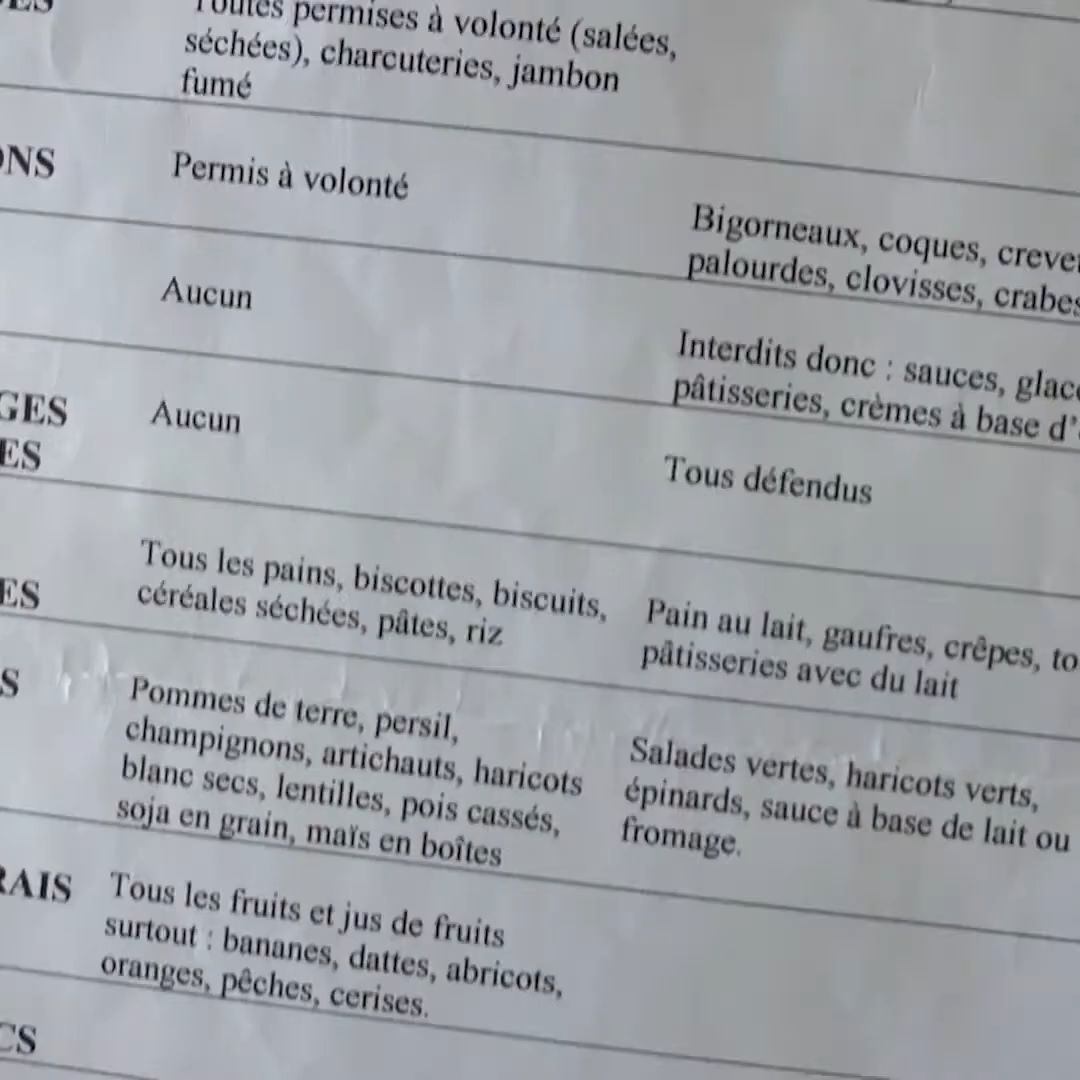 permises à volonté (salées,
séchées), charcuteries, jambon
fumé
Permis à volonté
Bigorneaux, coques,
palourdes, clovisses,
Aucun
Interdits donc : sauces,
pâtisseries, crèmes à base
Aucun
Tous défendus
Tous les pains, biscottes, biscuits,
céréales séchées, pâtes, riz
Pain au lait, gaufres, crêpes,
pâtisseries avec du lait
Pommes de terre, persil,
champignons, artichauts, haricots
blanc secs, lentilles, pois cassés,
soja en grain, maïs en boîtes
Salades vertes, haricots verts,
épinards, sauce à base de lait ou
fromage.
Tous les fruits et jus de fruits
surtout : bananes, dattes, abricots,
oranges, pêches, cerises.